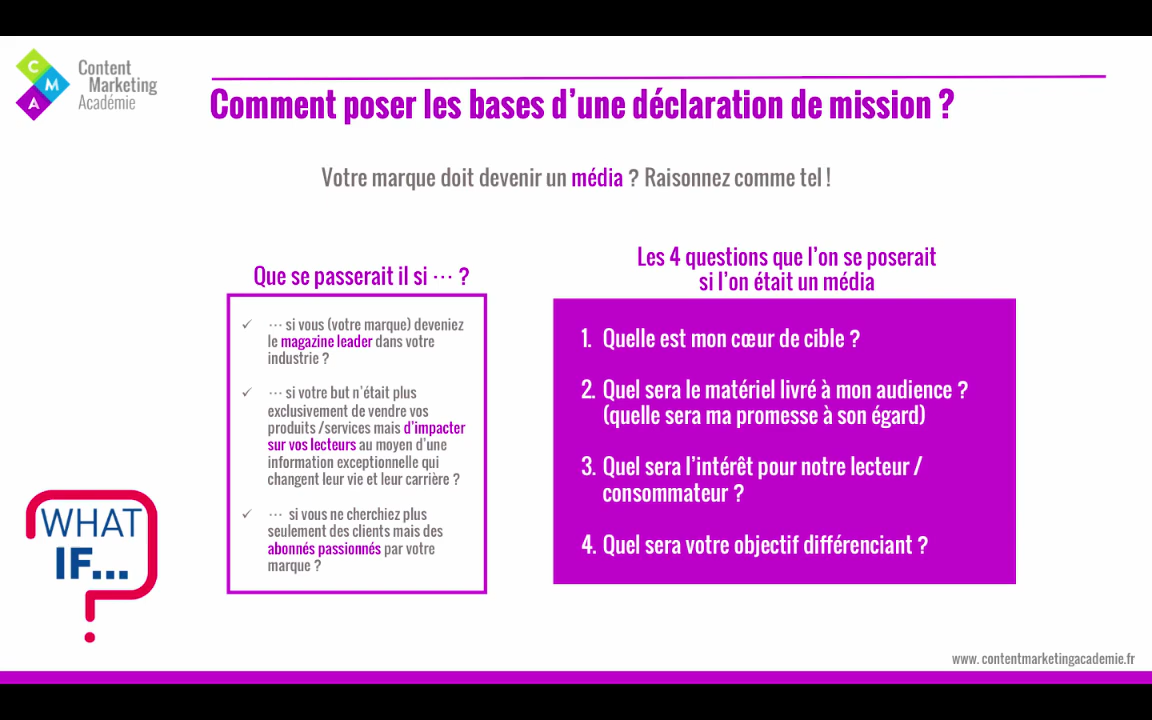 Content
Marketing
Académie
C
M
A
Comment poser les bases d’une déclaration de mission ?
Votre marque doit devenir un média ? Raisonnez comme tel !
Que se passerait il si ··· ?
✓ ··· si vous (votre marque) deveniez
le magazine leader dans votre
industrie ?
✓ ··· si votre but n’était plus
exclusivement de vendre vos
produits /services mais d’impacter
sur vos lecteurs au moyen d’une
information exceptionnelle qui
changent leur vie et leur carrière ?
✓ ··· si vous ne cherchiez plus
seulement des clients mais des
abonnés passionnés par votre
marque ?
Les 4 questions que l’on se poserait
si l’on était un média
1. Quelle est mon cœur de cible ?
2. Quel sera le matériel livré à mon audience ?
(quelle sera ma promesse à son égard)
3. Quel sera l’intérêt pour notre lecteur /
consommateur ?
4. Quel sera votre objectif différenciant ?
WHAT
IF...
?
www. contentmarketingacademie.fr